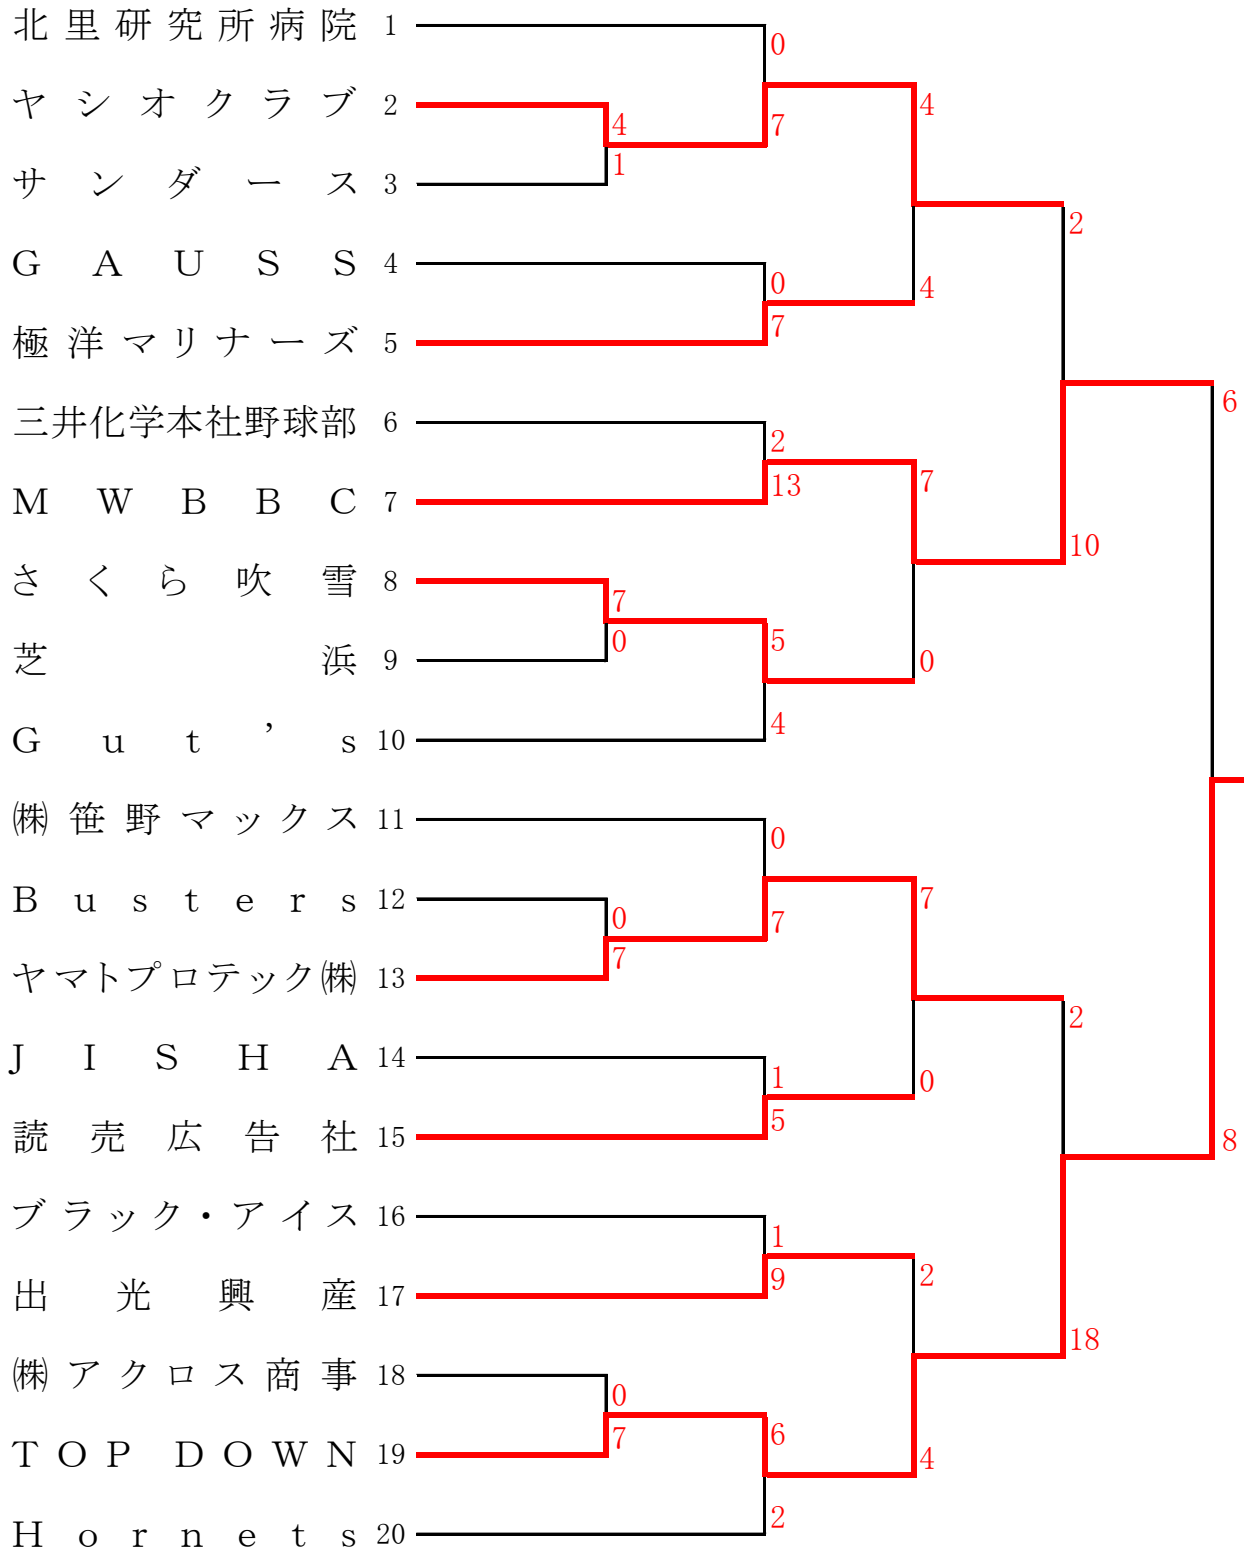 北里研究所病院 1
0
ヤシオクラブ 2
4
7
4
サンダース 3
1
2
GAUSS 4
0
4
極洋マリナーズ 5
7
6
三井化学本社野球部 6
2
MWBBC 7
13
7
10
さくら吹雪 8
7
芝浜 9
0
5
0
Gut’s 10
4
㈱笹野マックス 11
0
Busters 12
0
7
7
ヤマトプロテック㈱ 13
7
2
JISHA 14
1
0
読売広告社 15
5
8
ブラック・アイス 16
1
出光興産 17
9
2
18
㈱アクロス商事 18
0
TOP DOWN 19
7
6
4
Hornets 20
2